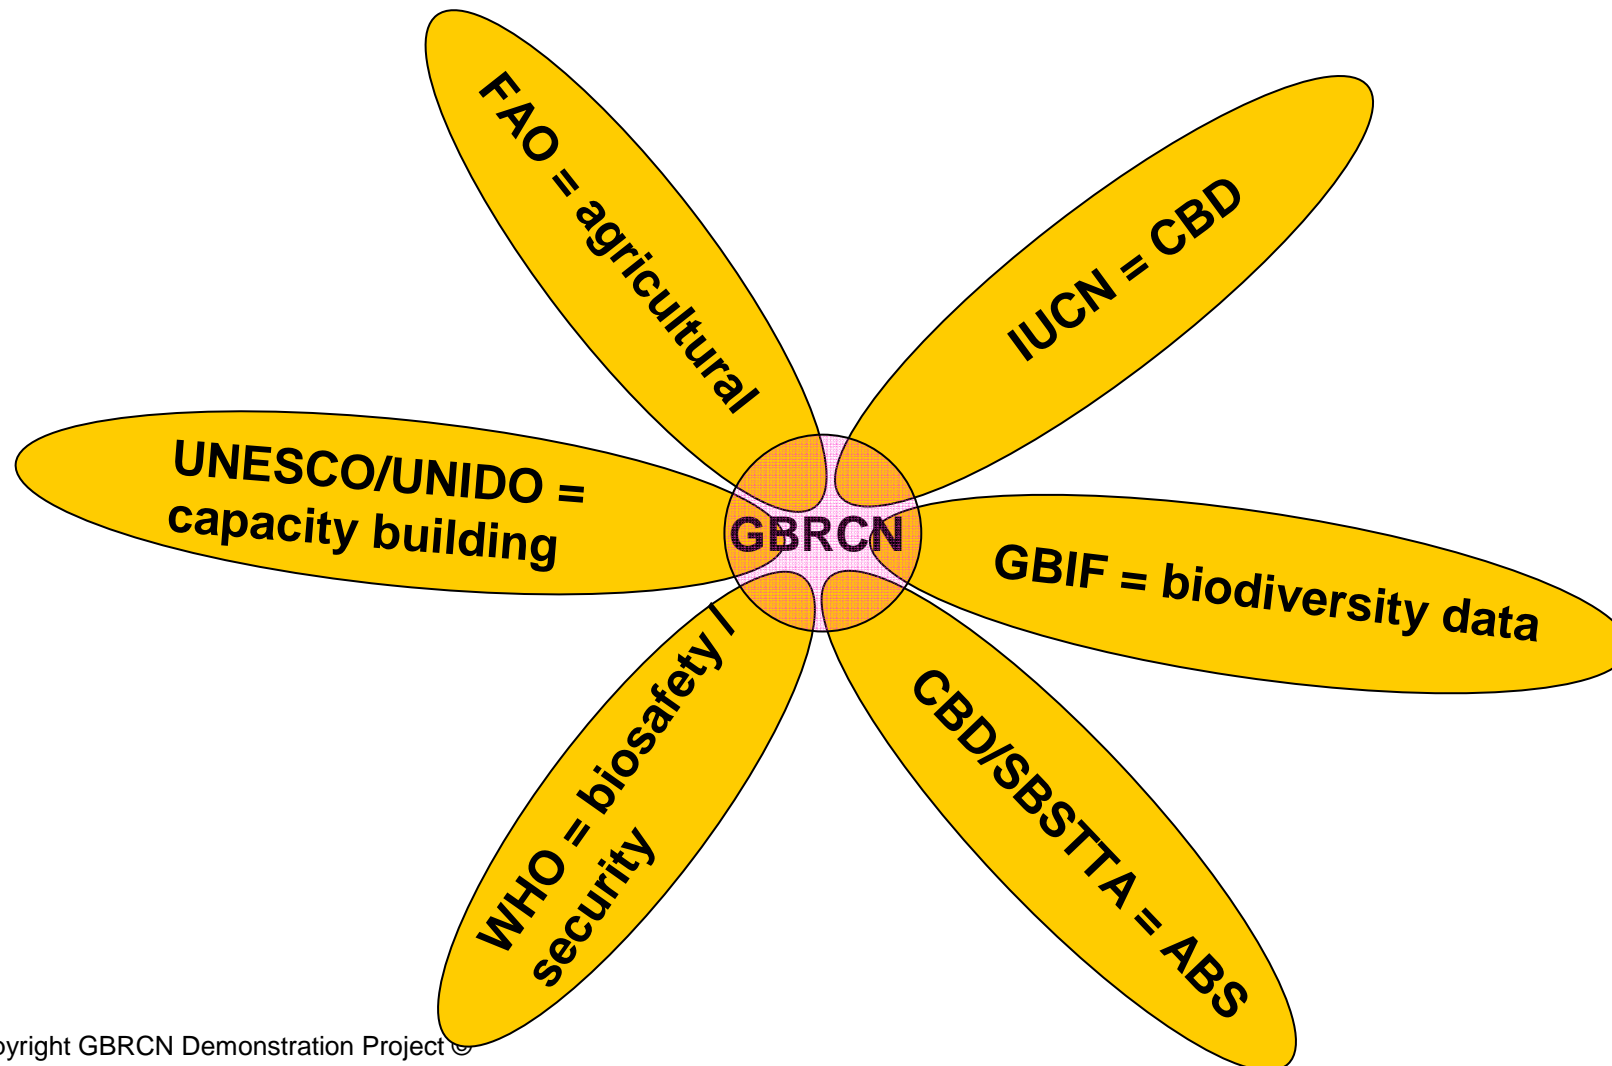 FAO = agricultural
IUCN = CBD
UNESCO/UNIDO =
capacity building
GBRCN
GBIF = biodiversity data
WHO = biosafety /
security
CBD/SBSTTA = ABS
opyright GBRCN Demonstration Project ©